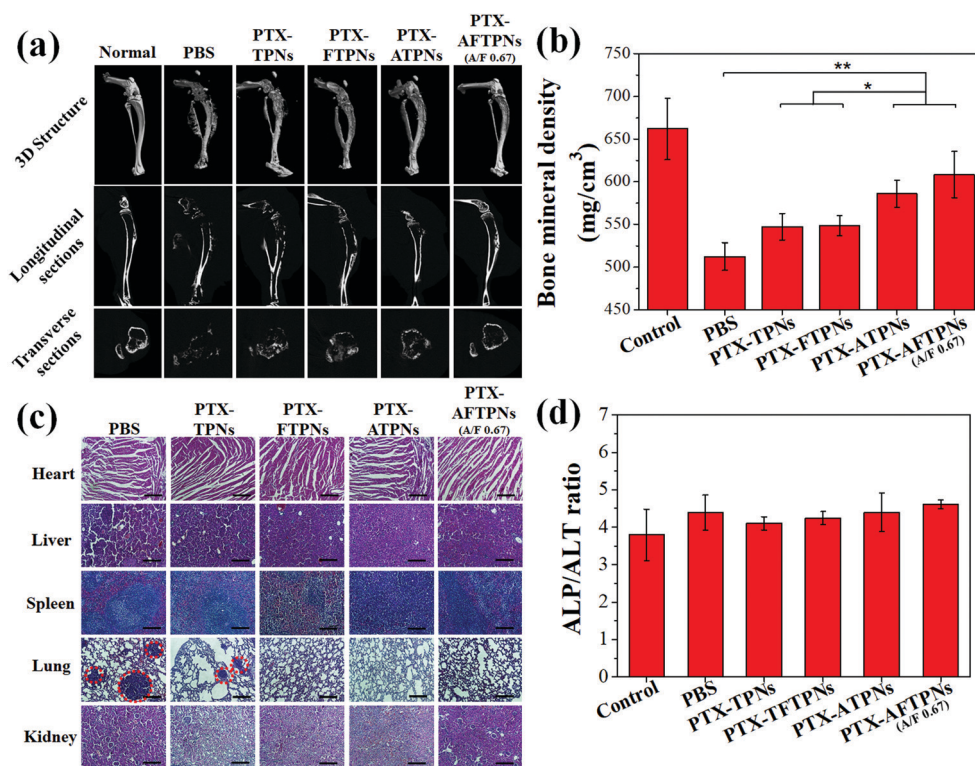 (a)
Normal
PBS
PTX-
TPNs
PTX-
FTPNs
PTX-
ATPNs
PTX-
AFTPNs
(A/F 0.67)
3D Structure
Longitudinal
sections
Transverse
sections
(b)
Bone mineral density
(mg/cm³)
750
700
650
600
550
500
450
**
*
Control
PBS
PTX-TPNs
PTX-FTPNs
PTX-ATPNs
PTX-AFTPNs
(A/F 0.67)
(c)
PBS
PTX-
TPNs
PTX-
FTPNs
PTX-
ATPNs
PTX-
AFTPNs
(A/F 0.67)
Heart
Liver
Spleen
Lung
Kidney
(d)
ALP/ALT ratio
7
6
5
4
3
2
1
0
Control
PBS
PTX-TPNs
PTX-TFTPNs
PTX-ATPNs
PTX-AFTPNs
(A/F 0.67)